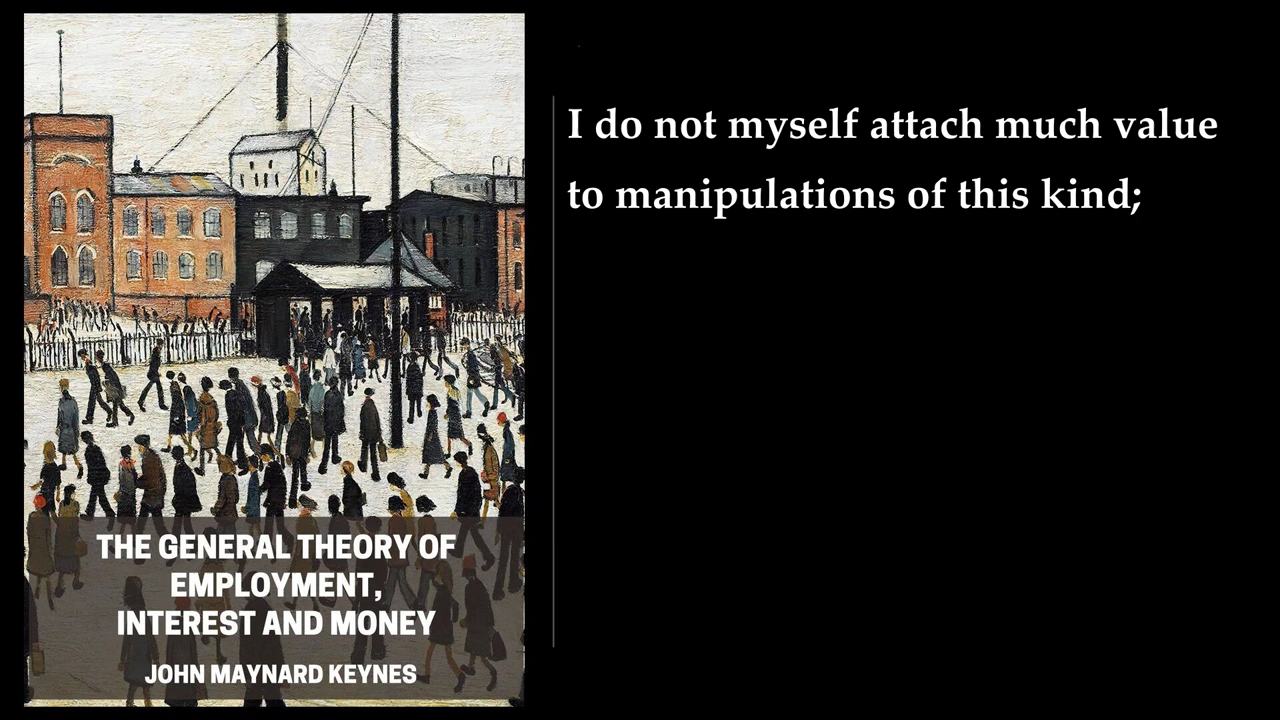 THE GENERAL THEORY OF
EMPLOYMENT,
INTEREST AND MONEY
JOHN MAYNARD KEYNES
I do not myself attach much value
to manipulations of this kind;